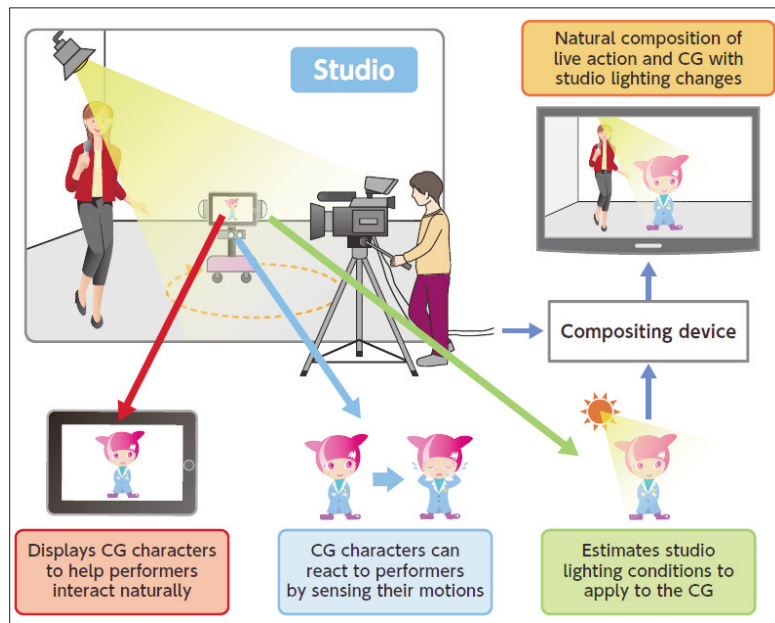 Studio
Natural composition of
live action and CG with
studio lighting changes
Compositing device
Displays CG characters
to help performers
interact naturally
CG characters can
react to performers
by sensing their motions
Estimates studio
lighting conditions to
apply to the CG